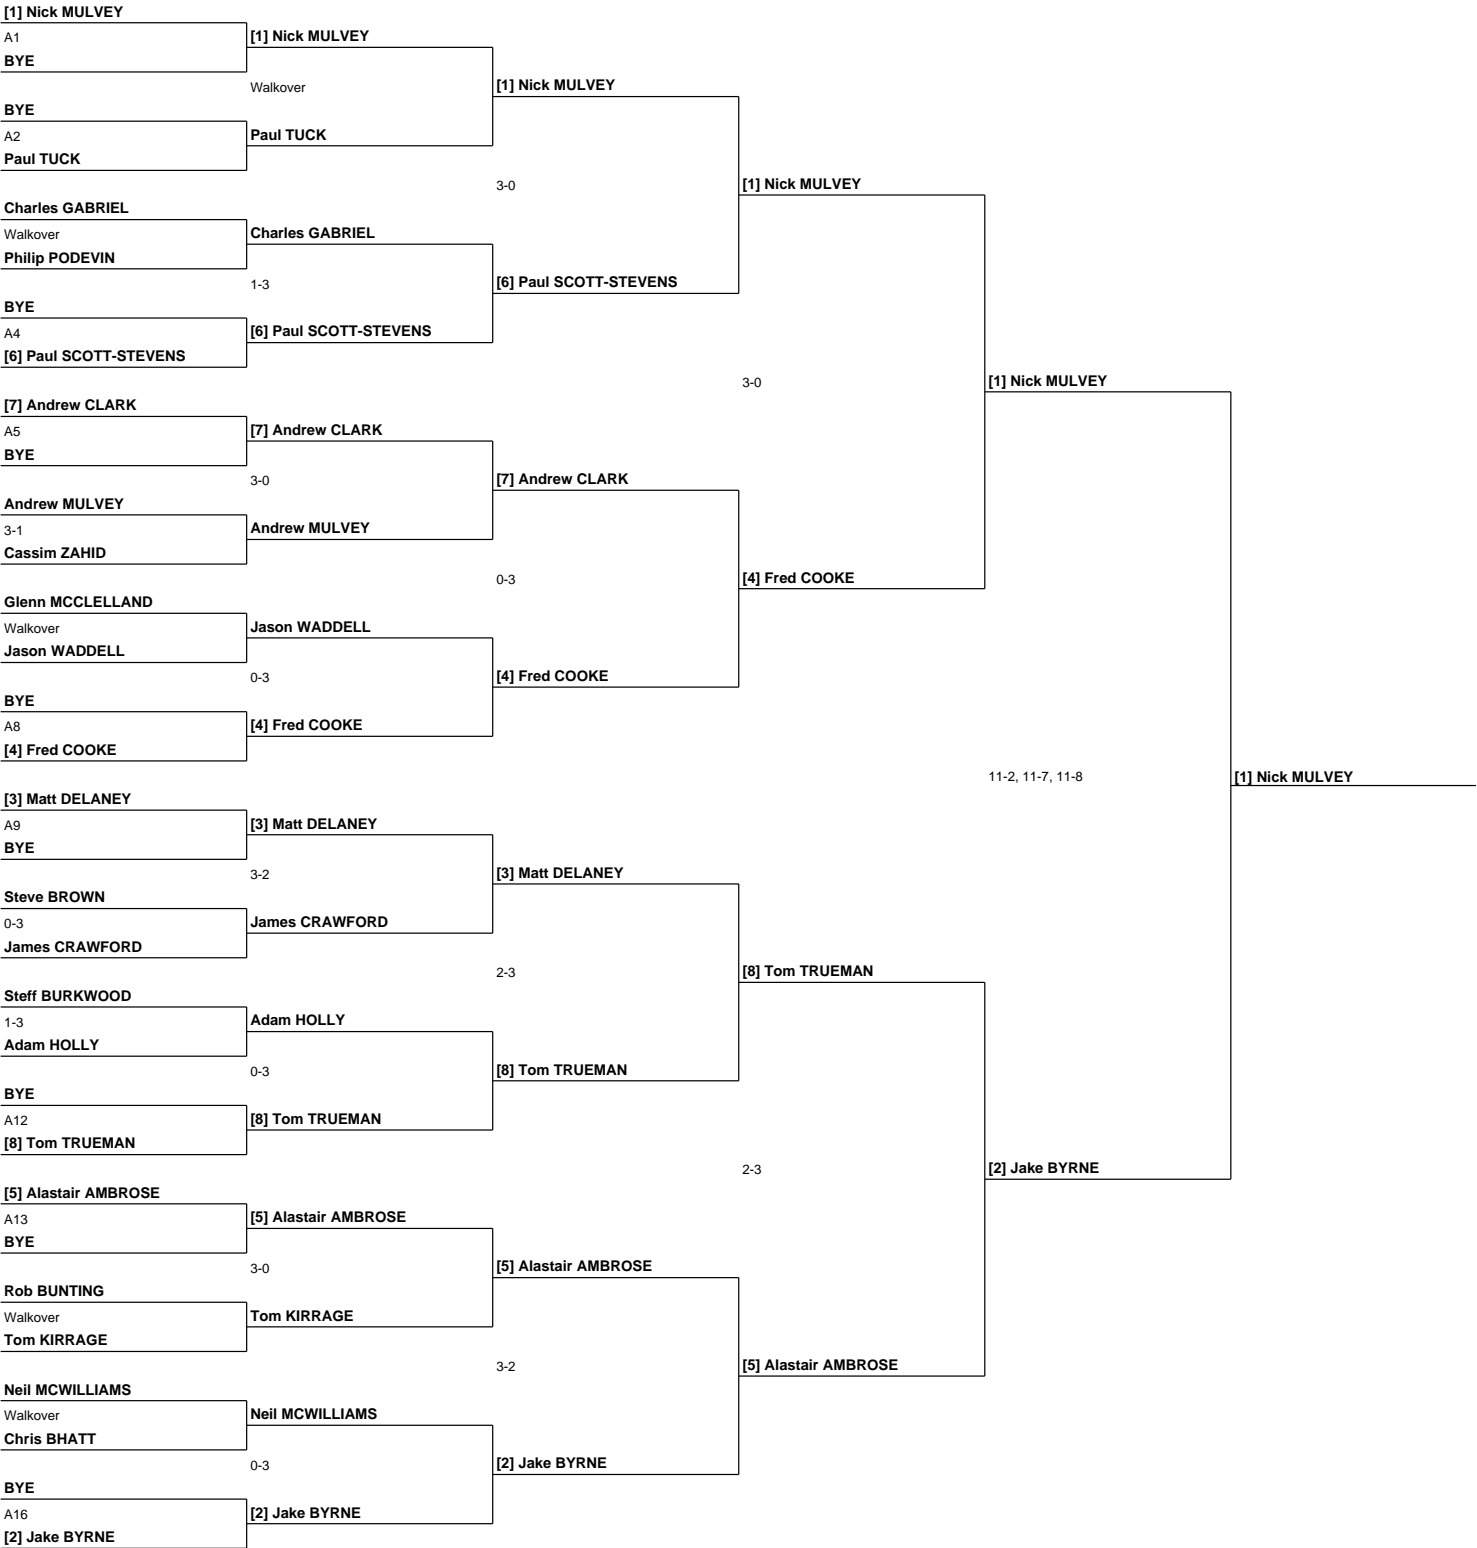 [1] Nick MULVEY
A1
BYE
BYE
A2
Paul TUCK
Charles GABRIEL
Walkover
Philip PODEVIN
BYE
A4
[6] Paul SCOTT-STEVENS
[7] Andrew CLARK
A5
BYE
Andrew MULVEY
3-1
Cassim ZAHID
Glenn MCCLELLAND
Walkover
Jason WADDELL
BYE
A8
[4] Fred COOKE
[3] Matt DELANEY
A9
BYE
Steve BROWN
0-3
James CRAWFORD
Steff BURKWOOD
1-3
Adam HOLLY
BYE
A12
[8] Tom TRUEMAN
[5] Alastair AMBROSE
A13
BYE
Rob BUNTING
Walkover
Tom KIRRAGE
Neil MCWILLIAMS
Walkover
Chris BHATT
BYE
A16
[2] Jake BYRNE
[1] Nick MULVEY
Walkover
Paul TUCK
Charles GABRIEL
1-3
[6] Paul SCOTT-STEVENS
[7] Andrew CLARK
3-0
Andrew MULVEY
Jason WADDELL
0-3
[4] Fred COOKE
[3] Matt DELANEY
3-2
James CRAWFORD
Adam HOLLY
0-3
[8] Tom TRUEMAN
[5] Alastair AMBROSE
3-0
Tom KIRRAGE
Neil MCWILLIAMS
0-3
[2] Jake BYRNE
[1] Nick MULVEY
3-0
[6] Paul SCOTT-STEVENS
[7] Andrew CLARK
0-3
[4] Fred COOKE
[3] Matt DELANEY
2-3
[8] Tom TRUEMAN
[5] Alastair AMBROSE
3-2
[2] Jake BYRNE
[1] Nick MULVEY
3-0
[4] Fred COOKE
[8] Tom TRUEMAN
2-3
[5] Alastair AMBROSE
[1] Nick MULVEY
11-2, 11-7, 11-8
[2] Jake BYRNE
[1] Nick MULVEY